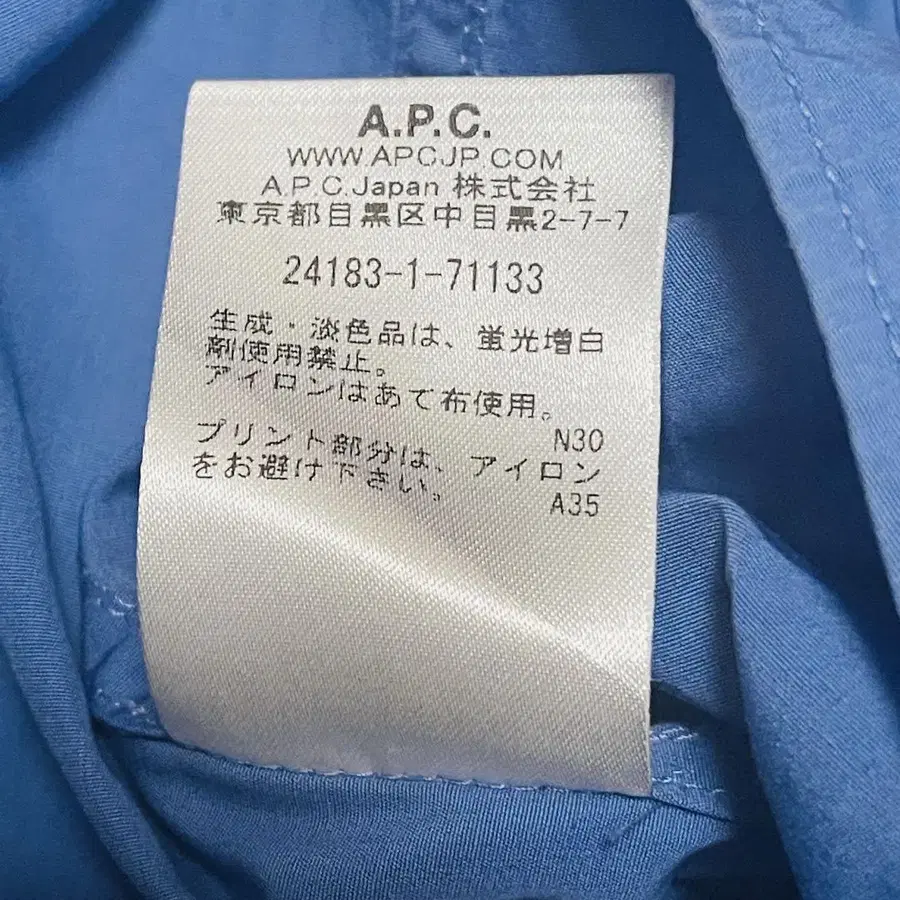 A.P.C.
WWW.APCJP.COM
A.P.C.Japan 株式会社
東京都目黒区中目黒2-7-7
24183-1-71133
生成・淡色品は、蛍光増白
剤使用禁止。
アイロンはあて布使用。
N30
プリント部分は、アイロン
をお避け下さい。
A35